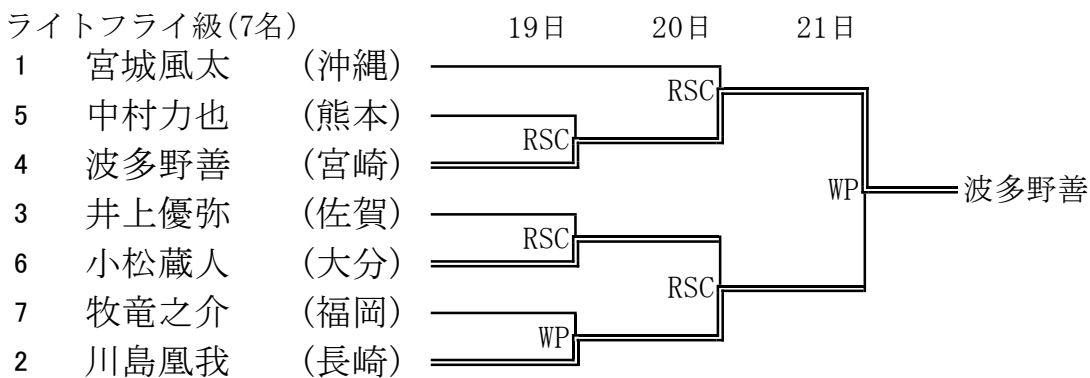 ライトフライ級(7名) 19日 20日 21日
1 宮城風太 (沖縄)
RSC
5 中村力也 (熊本)
RSC
4 波多野善 (宮崎)
WP 波多野善
3 井上優弥 (佐賀)
RSC
6 小松蔵人 (大分)
RSC
7 牧竜之介 (福岡)
WP
2 川島凰我 (長崎)